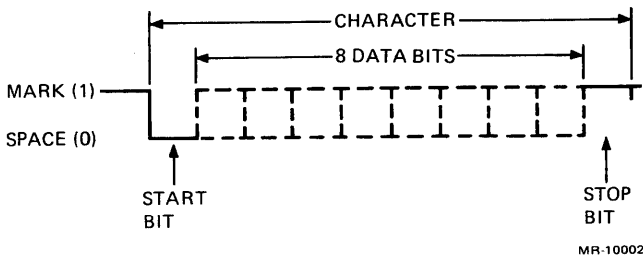 CHARACTER
8 DATA BITS
MARK (1)
SPACE (0)
START
BIT
STOP
BIT
MR-10002